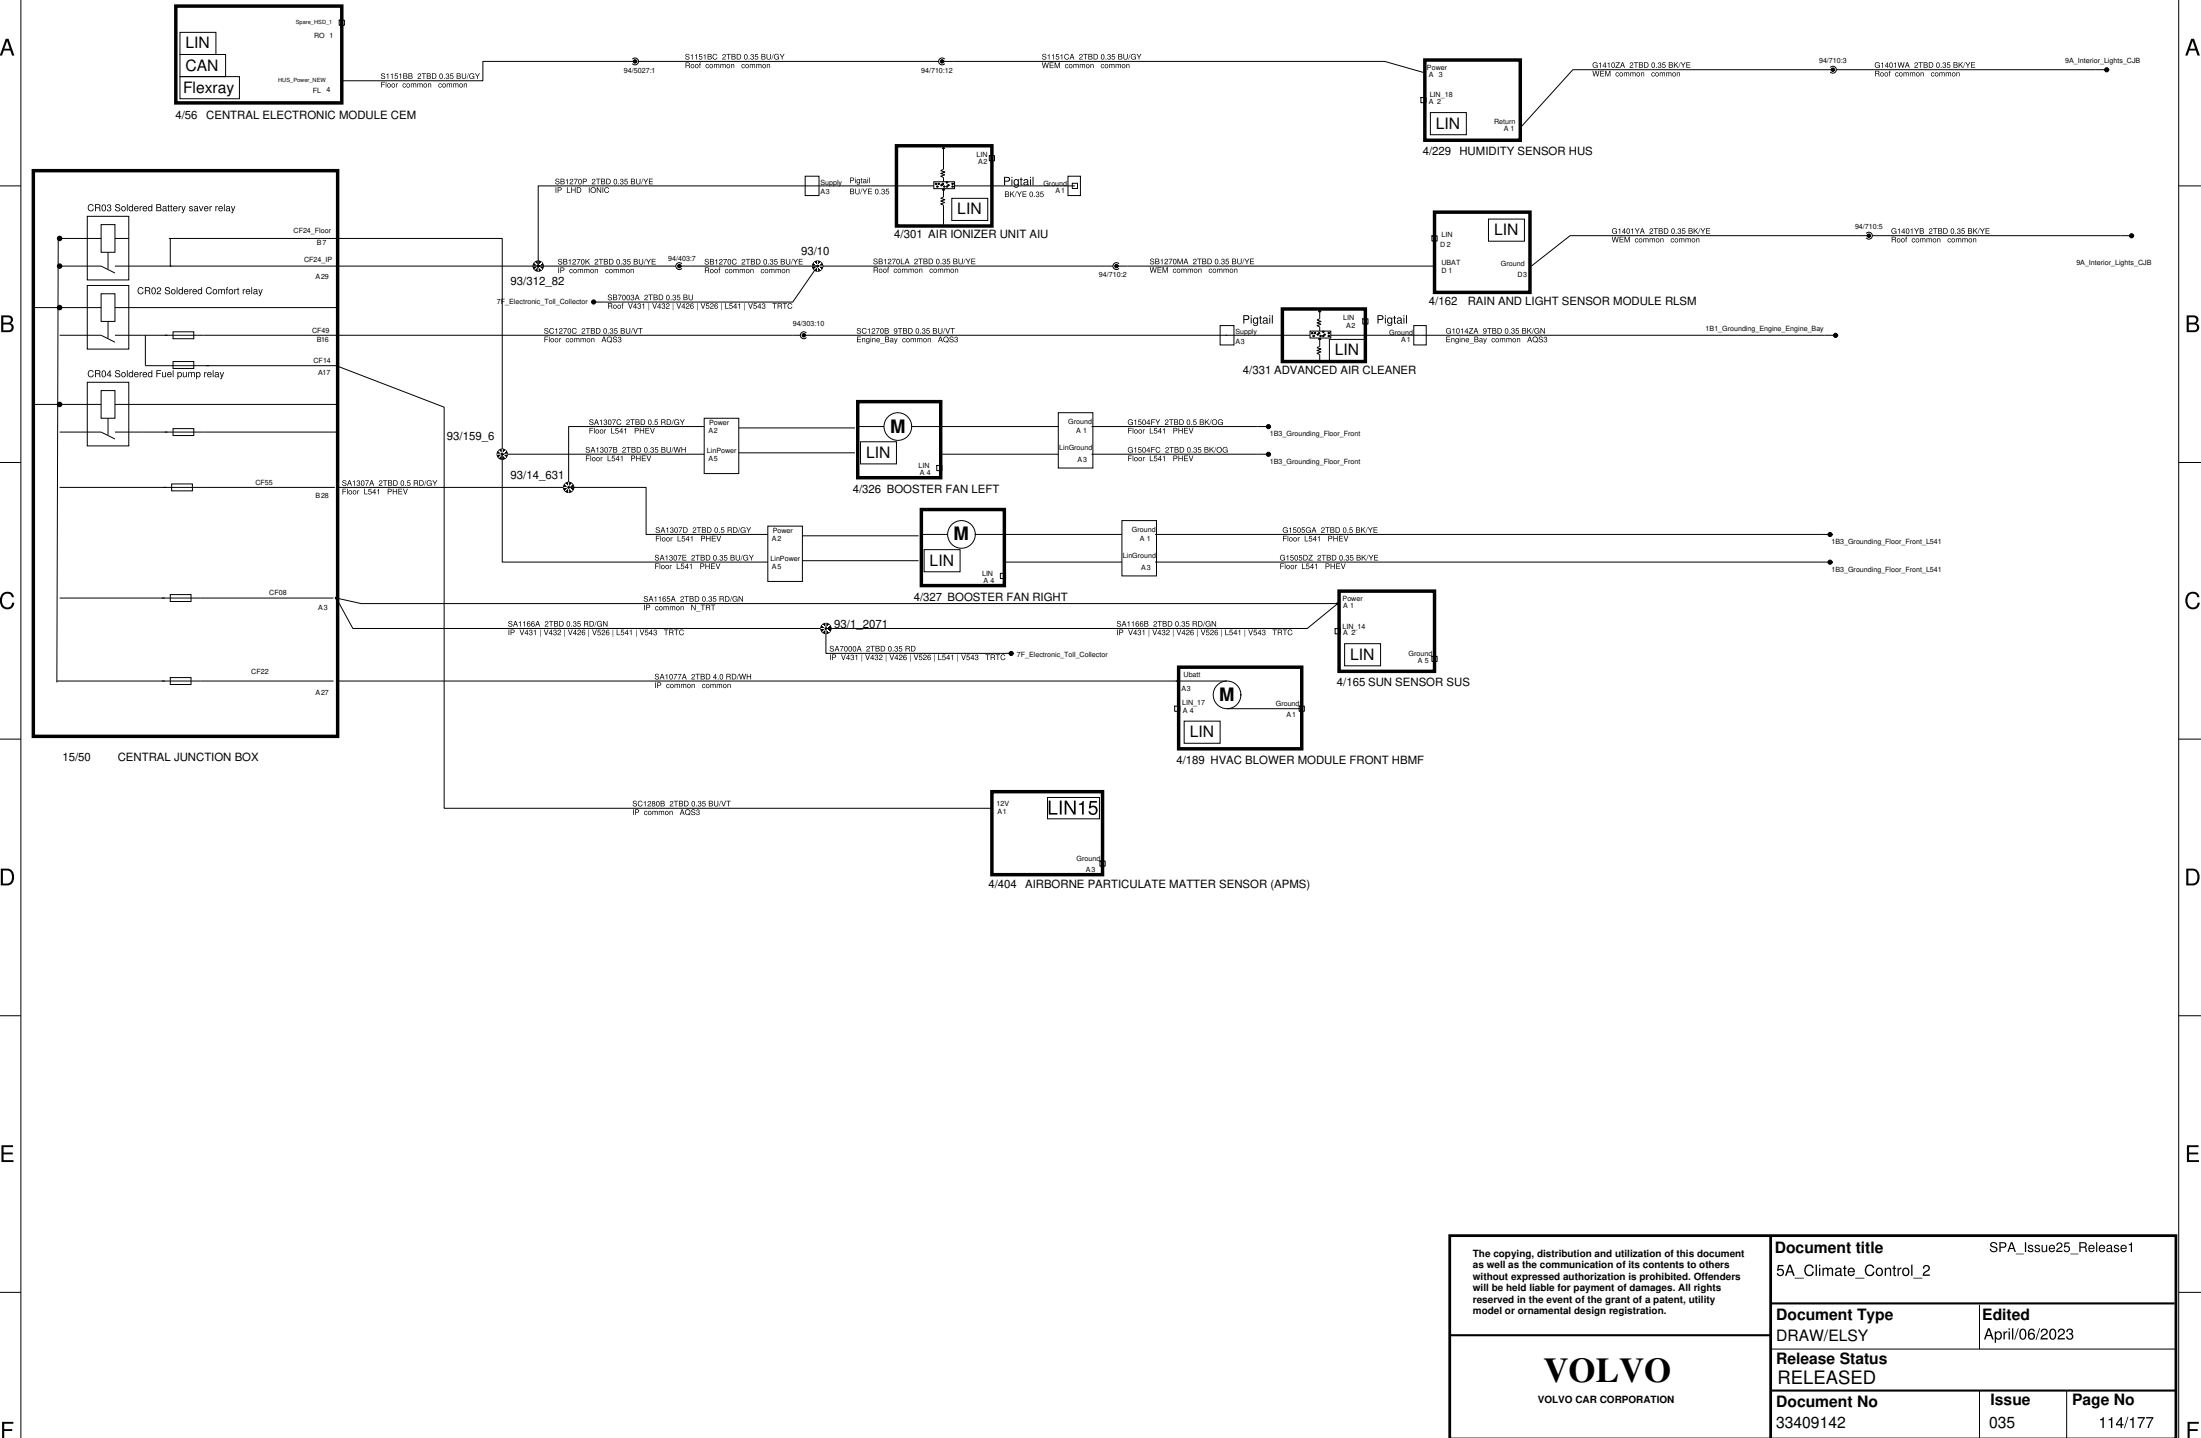 A
A
Spare_HSD_1
RO 1
LIN
CAN
Flexray
HUS_Power_NEW
FL 4
4/56 CENTRAL ELECTRONIC MODULE CEM
S1151BB 2TBD 0.35 BU/GY
Floor common common
94/5027:1
S1151BC 2TBD 0.35 BU/GY
Roof common common
94/710:12
S1151CA 2TBD 0.35 BU/GY
WEM common common
Power
A 3
LIN_18
A 2
LIN
Return
A 1
4/229 HUMIDITY SENSOR HUS
G1410ZA 2TBD 0.35 BK/YE
WEM common common
94/710:3
G1401WA 2TBD 0.35 BK/YE
Roof common common
9A_Interior_Lights_CJB
SB1270P 2TBD 0.35 BU/YE
IP LHD IONIC
Supply
A3
Pigtail
BU/YE 0.35
LIN
A2
LIN
Pigtail
BK/YE 0.35
Ground
A1
4/301 AIR IONIZER UNIT AIU
CR03 Soldered Battery saver relay
CF24_Floor
B7
CF24_IP
A29
93/312_82
SB1270K 2TBD 0.35 BU/YE
IP common common
94/403:7
SB1270C 2TBD 0.35 BU/YE
Roof common common
93/10
SB1270LA 2TBD 0.35 BU/YE
Roof common common
94/710:2
SB1270MA 2TBD 0.35 BU/YE
WEM common common
LIN
D 2
UBAT
D 1
LIN
Ground
D3
4/162 RAIN AND LIGHT SENSOR MODULE RLSM
G1401YA 2TBD 0.35 BK/YE
WEM common common
94/710:5
G1401YB 2TBD 0.35 BK/YE
Roof common common
9A_Interior_Lights_CJB
7F_Electronic_Toll_Collector
SB7003A 2TBD 0.35 BU
Roof V431 | V432 | V426 | V526 | L541 | V543 TRTC
B
B
CR02 Soldered Comfort relay
CF49
B16
CF14
A17
SC1270C 2TBD 0.35 BU/VT
Floor common AQS3
94/303:10
SC1270B 9TBD 0.35 BU/VT
Engine_Bay common AQS3
Pigtail
Supply
A3
LIN
A2
LIN
Pigtail
Ground
A1
G1014ZA 9TBD 0.35 BK/GN
Engine_Bay common AQS3
1B1_Grounding_Engine_Engine_Bay
4/331 ADVANCED AIR CLEANER
CR04 Soldered Fuel pump relay
93/159_6
SA1307C 2TBD 0.5 RD/GY
Floor L541 PHEV
SA1307B 2TBD 0.35 BU/WH
Floor L541 PHEV
Power
A2
LinPower
A5
M
LIN
LIN
A 4
Ground
A 1
LinGround
A3
G1504FY 2TBD 0.5 BK/OG
Floor L541 PHEV
1B3_Grounding_Floor_Front
G1504FC 2TBD 0.35 BK/OG
Floor L541 PHEV
1B3_Grounding_Floor_Front
4/326 BOOSTER FAN LEFT
93/14_631
CF55
B28
SA1307A 2TBD 0.5 RD/GY
Floor L541 PHEV
SA1307D 2TBD 0.5 RD/GY
Floor L541 PHEV
SA1307E 2TBD 0.35 BU/GY
Floor L541 PHEV
Power
A2
LinPower
A5
M
LIN
LIN
A 4
Ground
A 1
LinGround
A3
G1505GA 2TBD 0.5 BK/YE
Floor L541 PHEV
1B3_Grounding_Floor_Front_L541
G1505DZ 2TBD 0.35 BK/YE
Floor L541 PHEV
1B3_Grounding_Floor_Front_L541
4/327 BOOSTER FAN RIGHT
C
C
CF08
A3
SA1165A 2TBD 0.35 RD/GN
IP common N_TRT
SA1166A 2TBD 0.35 RD/GN
IP V431 | V432 | V426 | V526 | L541 | V543 TRTC
93/1_2071
SA1166B 2TBD 0.35 RD/GN
IP V431 | V432 | V426 | V526 | L541 | V543 TRTC
SA7000A 2TBD 0.35 RD
IP V431 | V432 | V426 | V526 | L541 | V543 TRTC
7F_Electronic_Toll_Collector
Power
A 1
LIN_14
A 2
LIN
Ground
A 5
4/165 SUN SENSOR SUS
CF22
A27
SA1077A 2TBD 4.0 RD/WH
IP common common
Ubatt
A3
LIN_17
A 4
M
LIN
Ground
A1
4/189 HVAC BLOWER MODULE FRONT HBMF
15/50 CENTRAL JUNCTION BOX
SC1280B 2TBD 0.35 BU/VT
IP common AQS3
12V
A1
LIN15
Ground
A3
4/404 AIRBORNE PARTICULATE MATTER SENSOR (APMS)
D
D
E
E
The copying, distribution and utilization of this document
as well as the communication of its contents to others
without expressed authorization is prohibited. Offenders
will be held liable for payment of damages. All rights
reserved in the event of the grant of a patent, utility
model or ornamental design registration.
VOLVO
VOLVO CAR CORPORATION
Document title
SPA_Issue25_Release1
5A_Climate_Control_2
Document Type
DRAW/ELSY
Edited
April/06/2023
Release Status
RELEASED
Document No
33409142
Issue
035
Page No
114/177
F
F